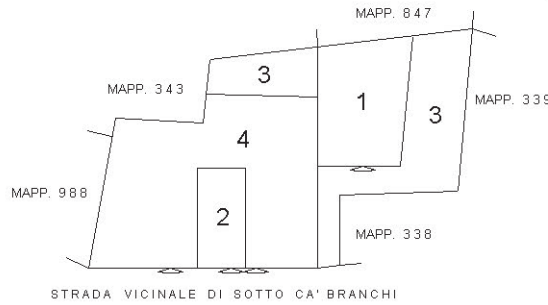 MAPP. 847
MAPP. 343
3
1
MAPP. 339
3
4
MAPP. 988
2
MAPP. 338
STRADA VICINALE DI SOTTO CA' BRANCHI